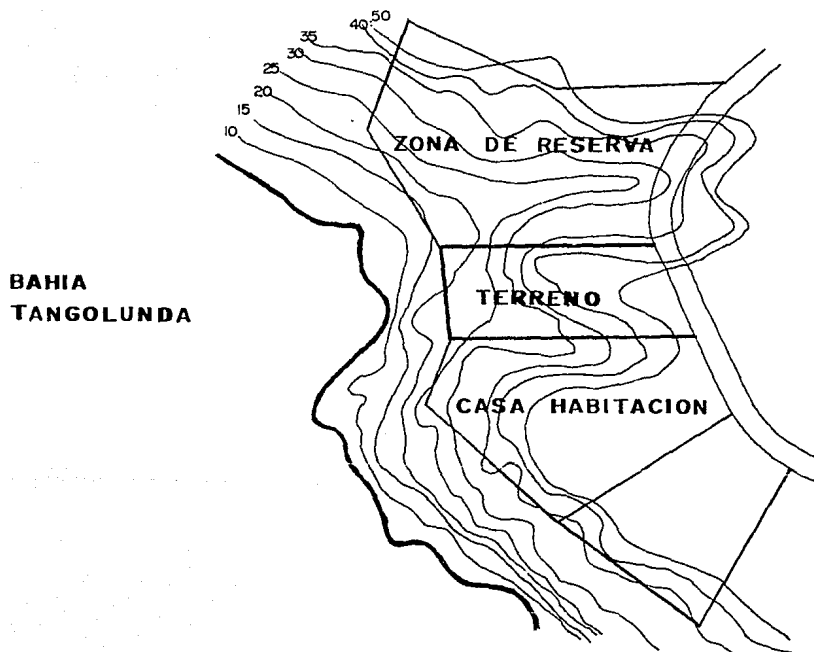 40 50
35
30
25
20
15
10
ZONA DE RESERVA
BAHIA
TANGOLUNDA
TERRENO
CASA HABITACION